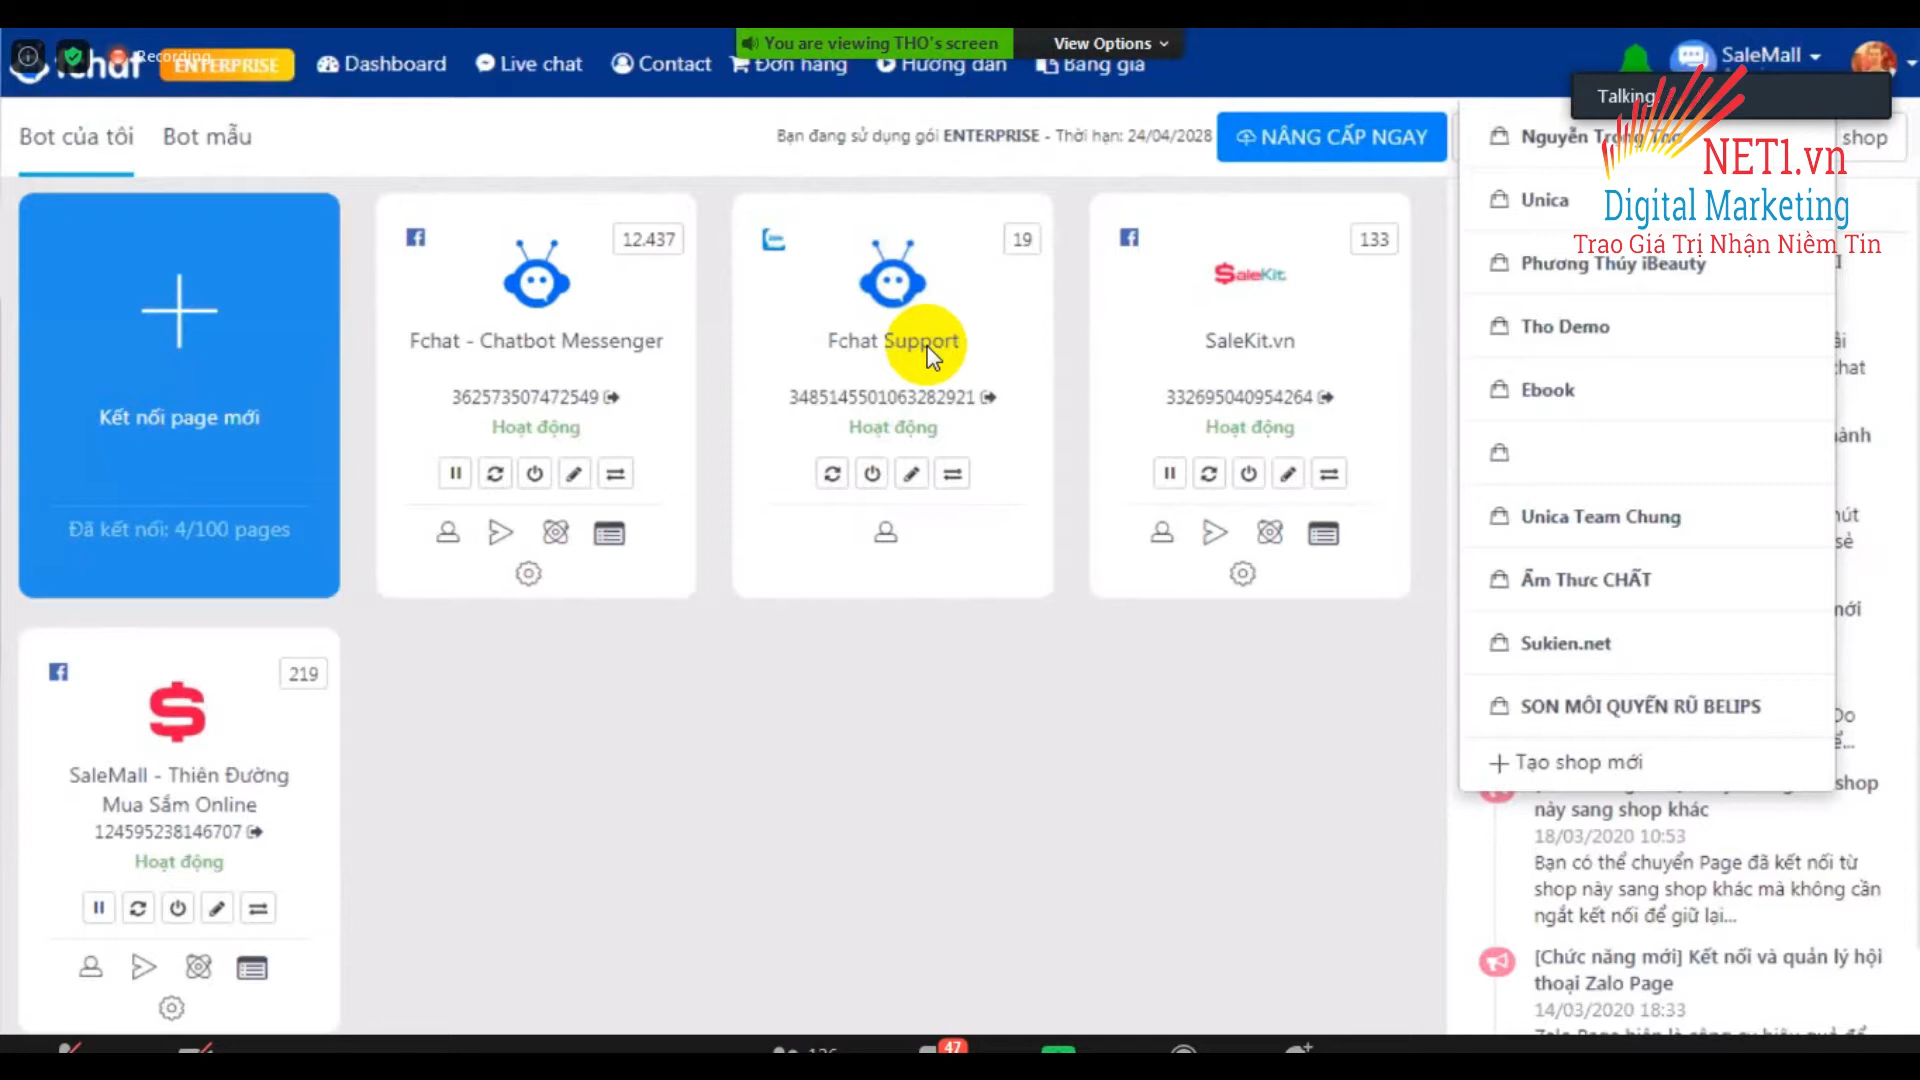 You are viewing THO's screen
View Options
Recording
fchat
ENTERPRISE
Dashboard
Live chat
Contact
Đơn hàng
Hướng dẫn
Bảng giá
SaleMall
Talking:
Bot của tôi
Bot mẫu
Bạn đang sử dụng gói ENTERPRISE - Thời hạn: 24/04/2028
NÂNG CẤP NGAY
shop
NET1.vn
Digital Marketing
Trao Giá Trị Nhận Niềm Tin
Kết nối page mới
Đã kết nối: 4/100 pages
12.437
Fchat - Chatbot Messenger
362573507472549
Hoạt động
19
Fchat Support
3485145501063282921
Hoạt động
133
SaleKit
SaleKit.vn
332695040954264
Hoạt động
219
SaleMall - Thiên Đường
Mua Sắm Online
124595238146707
Hoạt động
Nguyễn Trọng Thơ
Unica
Phương Thúy iBeauty
Tho Demo
Ebook
Unica Team Chung
Ẩm Thực CHẤT
Sukien.net
SON MÔI QUYẾN RŨ BELIPS
Tạo shop mới
shop
này sang shop khác
18/03/2020 10:53
Bạn có thể chuyển Page đã kết nối từ
shop này sang shop khác mà không cần
ngắt kết nối để giữ lại...
[Chức năng mới] Kết nối và quản lý hội
thoại Zalo Page
14/03/2020 18:33
47